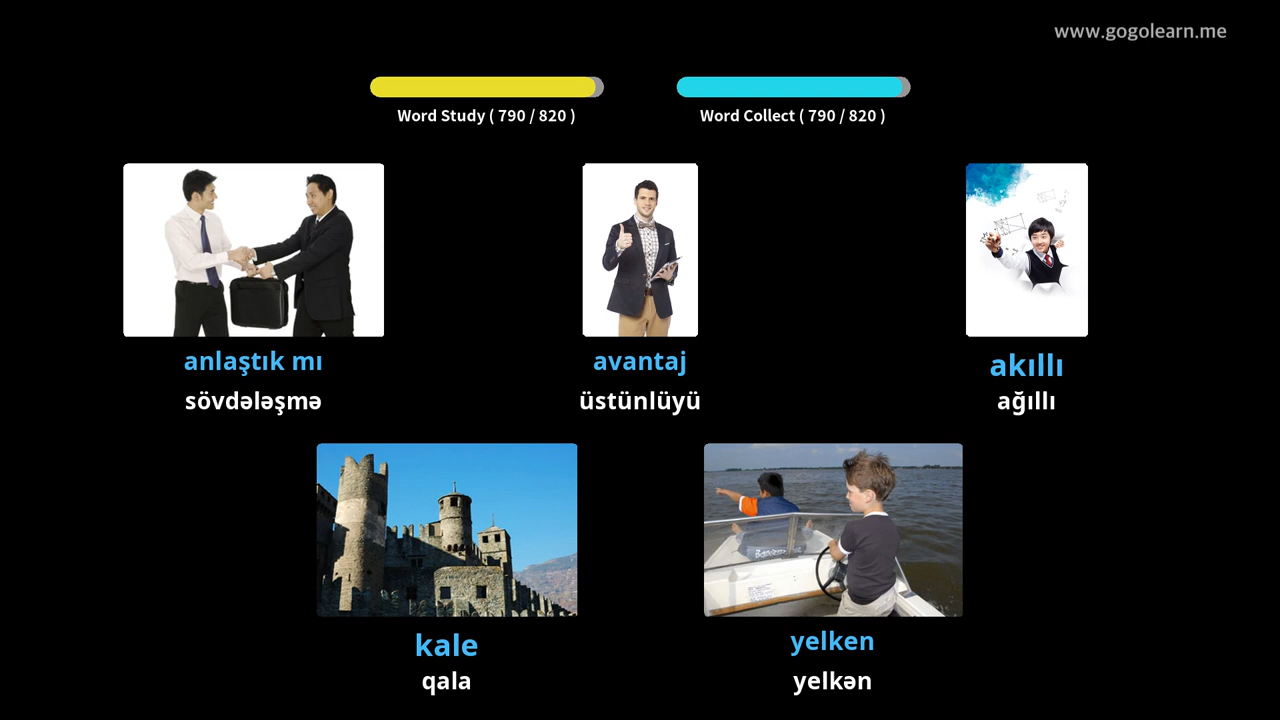 www.gogolearn.me
Word Study ( 790 / 820 )
Word Collect ( 790 / 820 )
anlaştık mı
sövdələşmə
avantaj
üstünlüyü
akıllı
ağıllı
kale
qala
yelken
yelkən